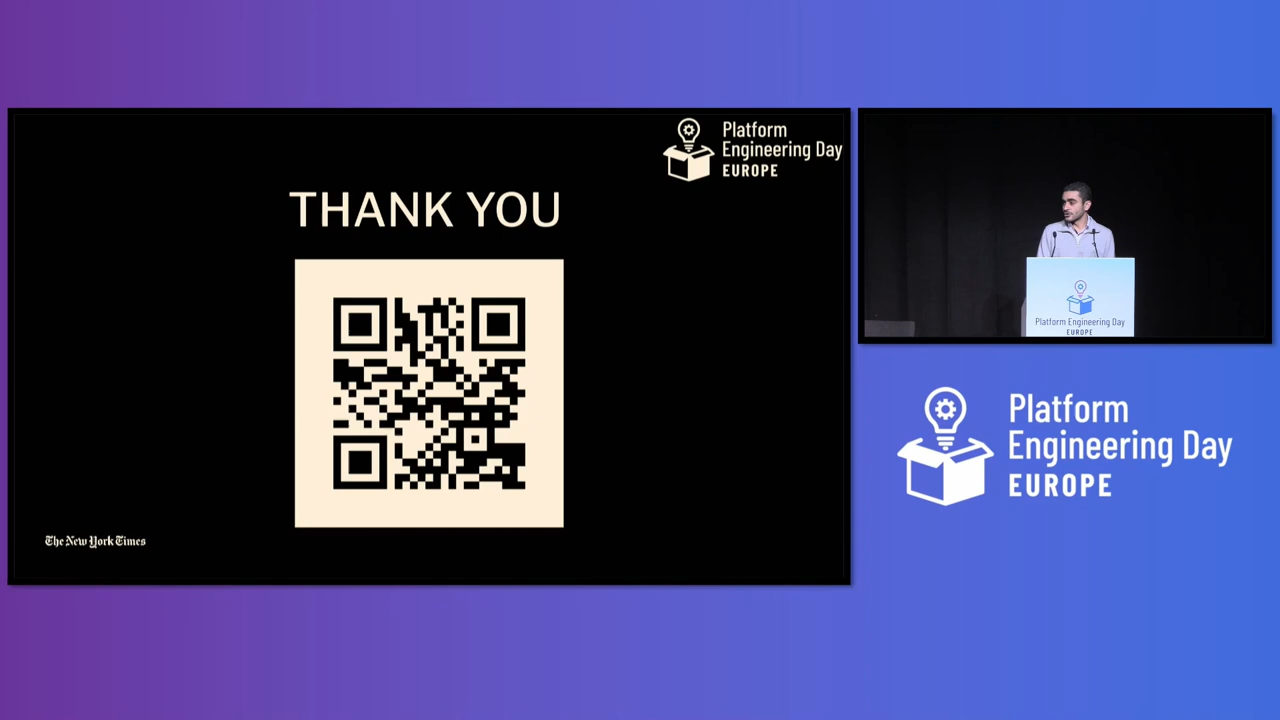 Platform
Engineering Day
EUROPE
THANK YOU
The New York Times
Platform Engineering Day
EUROPE
Platform
Engineering Day
EUROPE